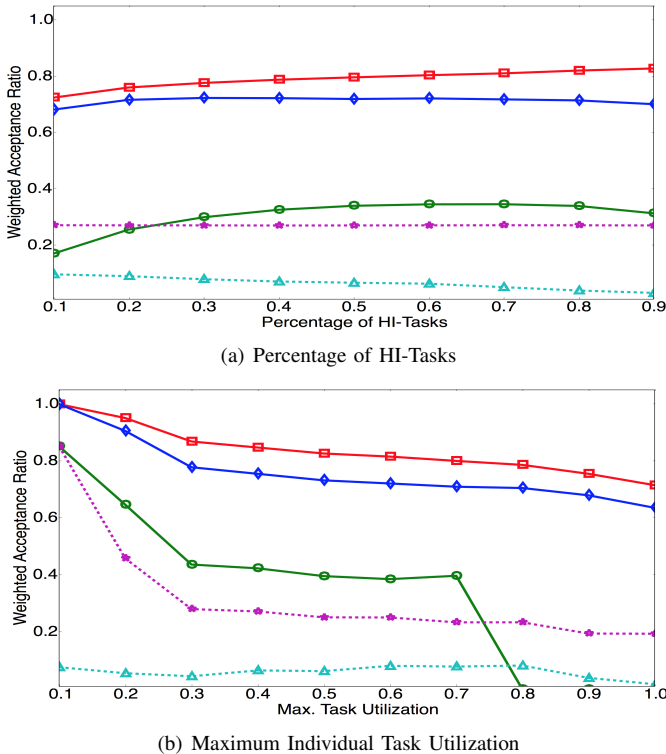 Weighted Acceptance Ratio
1.0
0.8
0.6
0.4
0.2
0.1 0.2 0.3 0.4 0.5 0.6 0.7 0.8 0.9
Percentage of HI-Tasks
(a) Percentage of HI-Tasks
Weighted Acceptance Ratio
1.0
0.8
0.6
0.4
0.2
0.1 0.2 0.3 0.4 0.5 0.6 0.7 0.8 0.9 1.0
Max. Task Utilization
(b) Maximum Individual Task Utilization